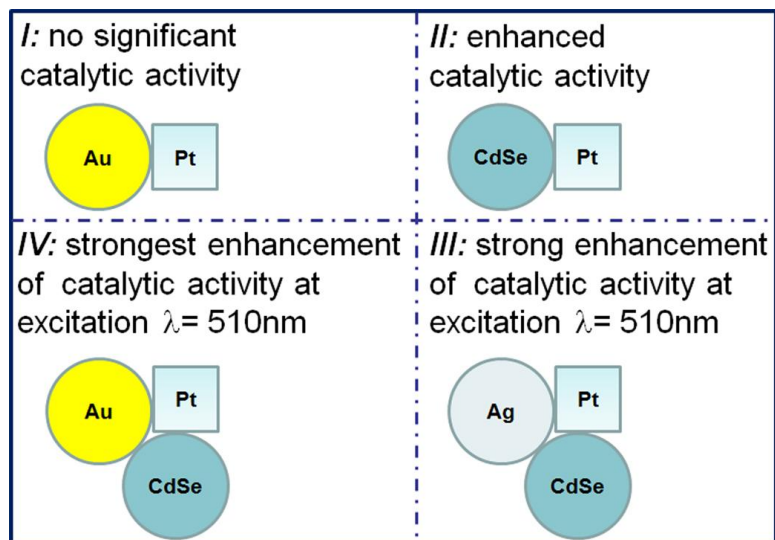 I: no significant
catalytic activity
Au
Pt
II: enhanced
catalytic activity
CdSe
Pt
IV: strongest enhancement
of catalytic activity at
excitation λ= 510nm
Au
Pt
CdSe
III: strong enhancement
of catalytic activity at
excitation λ= 510nm
Ag
Pt
CdSe